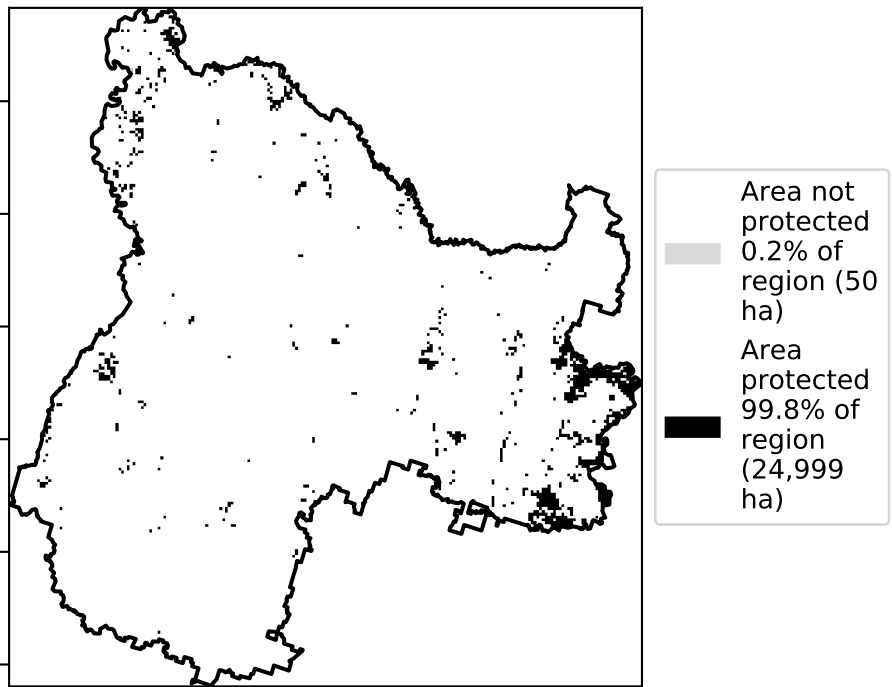 Area not
protected
0.2% of
region (50
ha)
Area
protected
99.8% of
region
(24,999
ha)